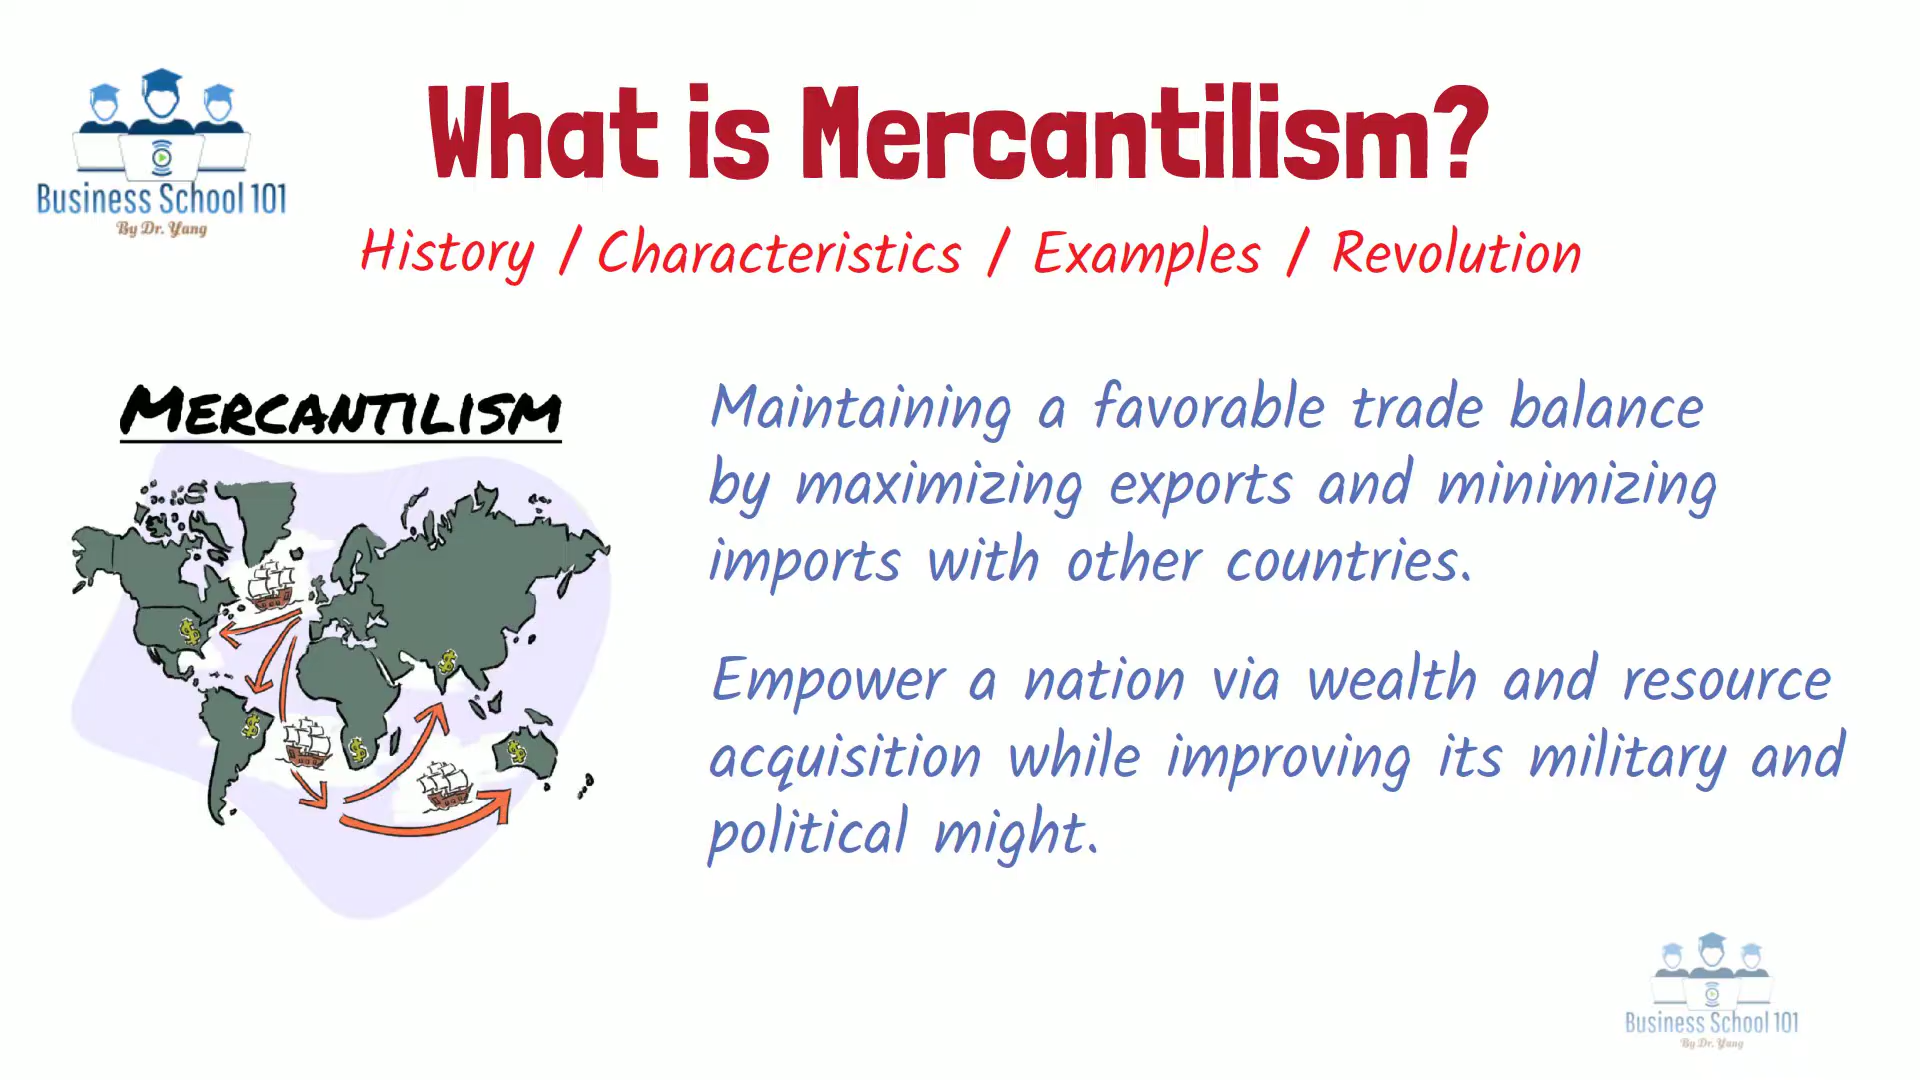 What is Mercantilism?
Business School 101
By Dr. Yang
History / Characteristics / Examples / Revolution
MERCANTILISM
Maintaining a favorable trade balance
by maximizing exports and minimizing
imports with other countries.
Empower a nation via wealth and resource
acquisition while improving its military and
political might.
$
$
$
$
$
Business School 101
By Dr. Yang